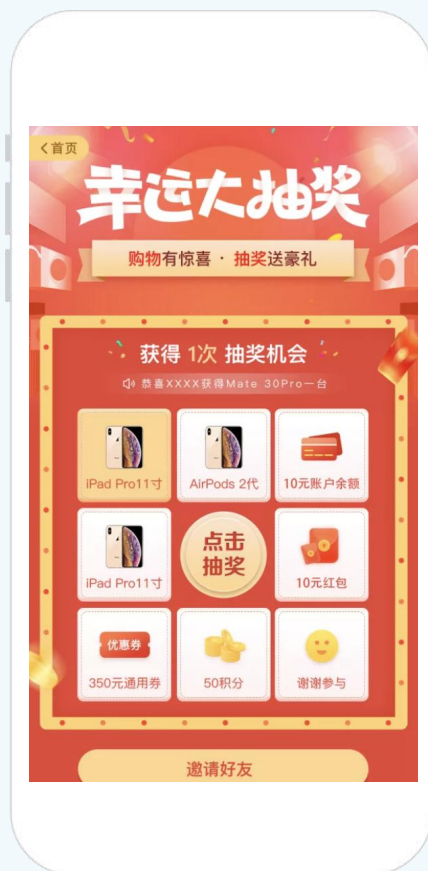 首页
幸运大抽奖
购物有惊喜 · 抽奖送豪礼
获得 1次 抽奖机会
恭喜XXXX获得Mate 30Pro一台
iPad Pro11寸
AirPods 2代
10元账户余额
iPad Pro11寸
点击
抽奖
10元红包
优惠券
350元通用券
50积分
谢谢参与
邀请好友